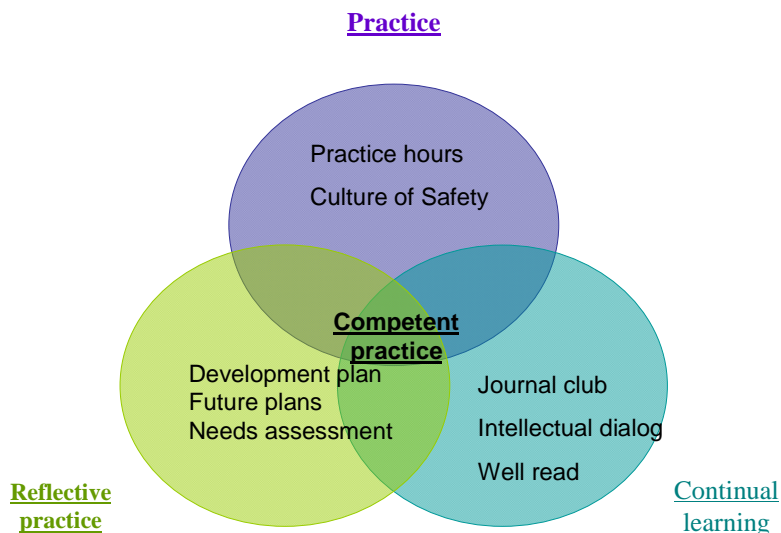 Practice
Practice hours
Culture of Safety
Competent
practice
Development plan
Future plans
Needs assessment
Journal club
Intellectual dialog
Well read
Reflective
practice
Continual
learning